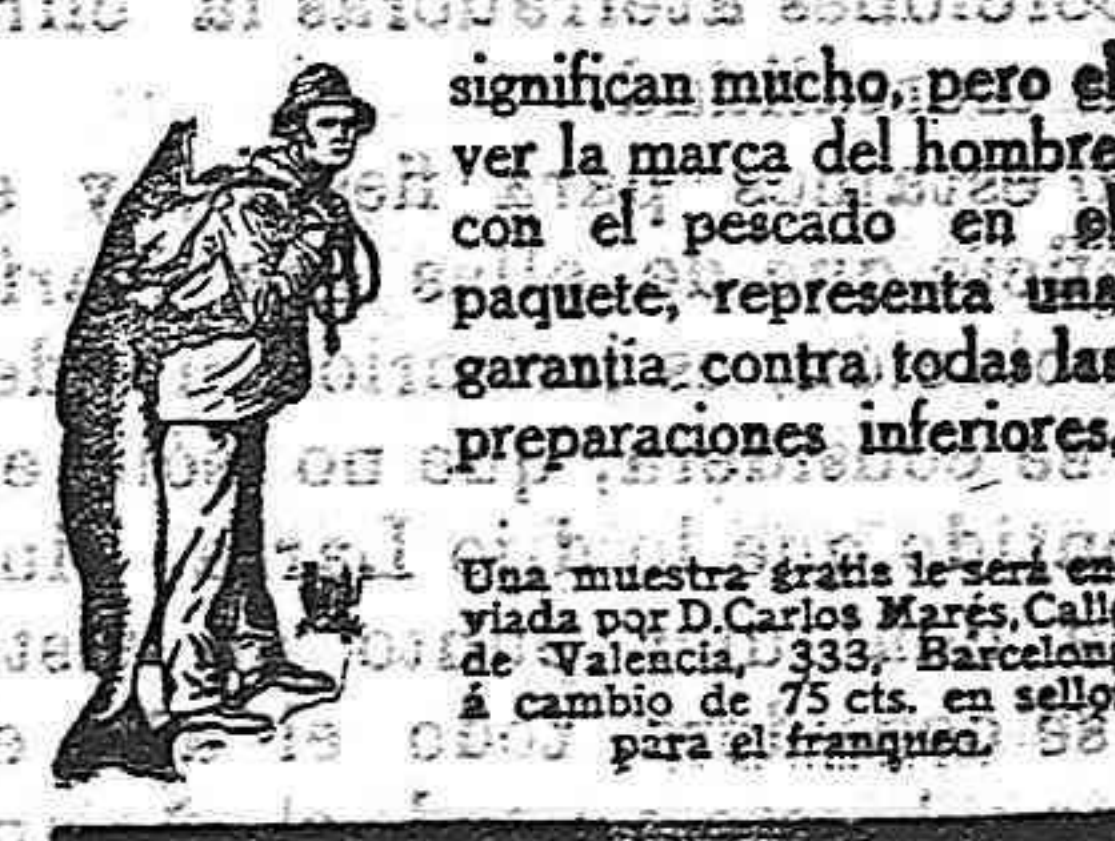 significan mucho, pero el
ver la marca del hombre
con el pescado en el
paquete, representa una
garantia contra todas las
preparaciones inferiores.
Una muestra gratis le será en
viada por D. Carlos Marés, Calle
de Valencia, 333, Barcelona
á cambio de 75 cts. en sellos
para el franqueo.